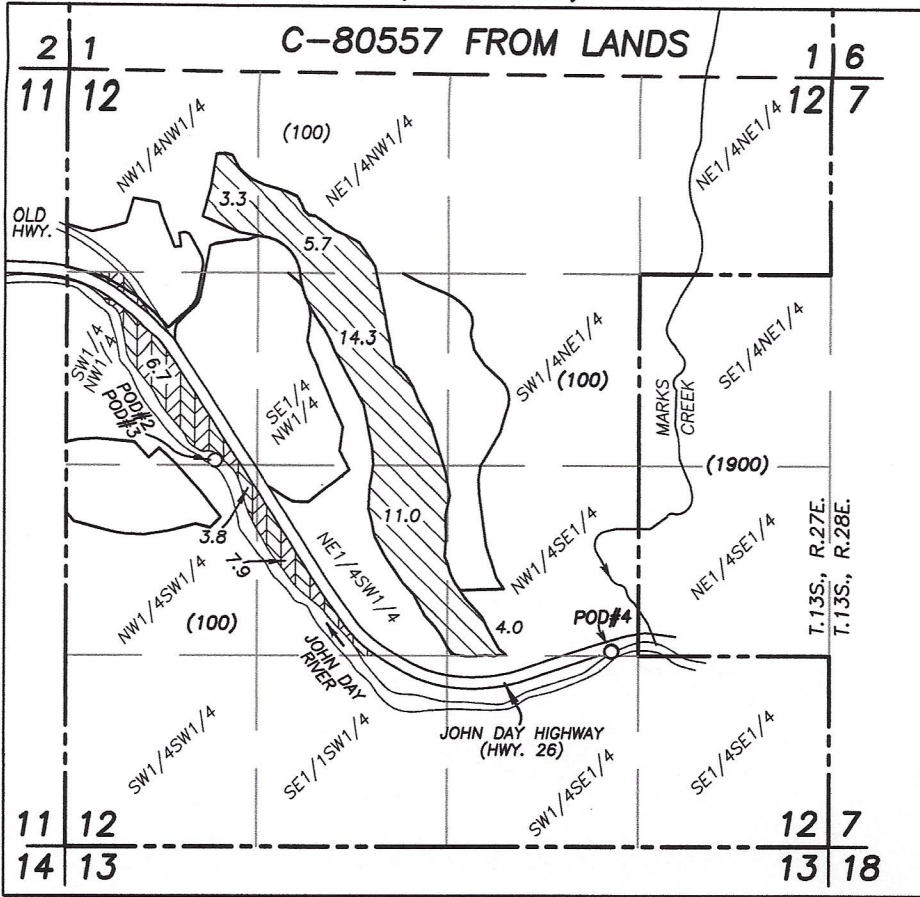 C-80557 FROM LANDS
2 1
11 12
1 6
12 7
(100)
NW1/4NW1/4
NE1/4NW1/4
NE1/4NE1/4
3.3
OLD
HWY.
5.7
14.3
SW1/4
NW1/4
6.7
SE1/4
NW1/4
SW1/4NE1/4
(100)
SE1/4NE1/4
MARKS
CREEK
POD#2
POD#3
(1900)
3.8
7.9
11.0
NE1/4SW1/4
NW1/4SE1/4
NE1/4SE1/4
T.13S., R.27E.
T.13S., R.28E.
NW1/4SW1/4
(100)
4.0
POD#4
JOHN DAY
RIVER
JOHN DAY HIGHWAY
(HWY. 26)
SW1/4SW1/4
SE1/1SW1/4
SW1/4SE1/4
SE1/4SE1/4
11 12
14 13
12 7
13 18